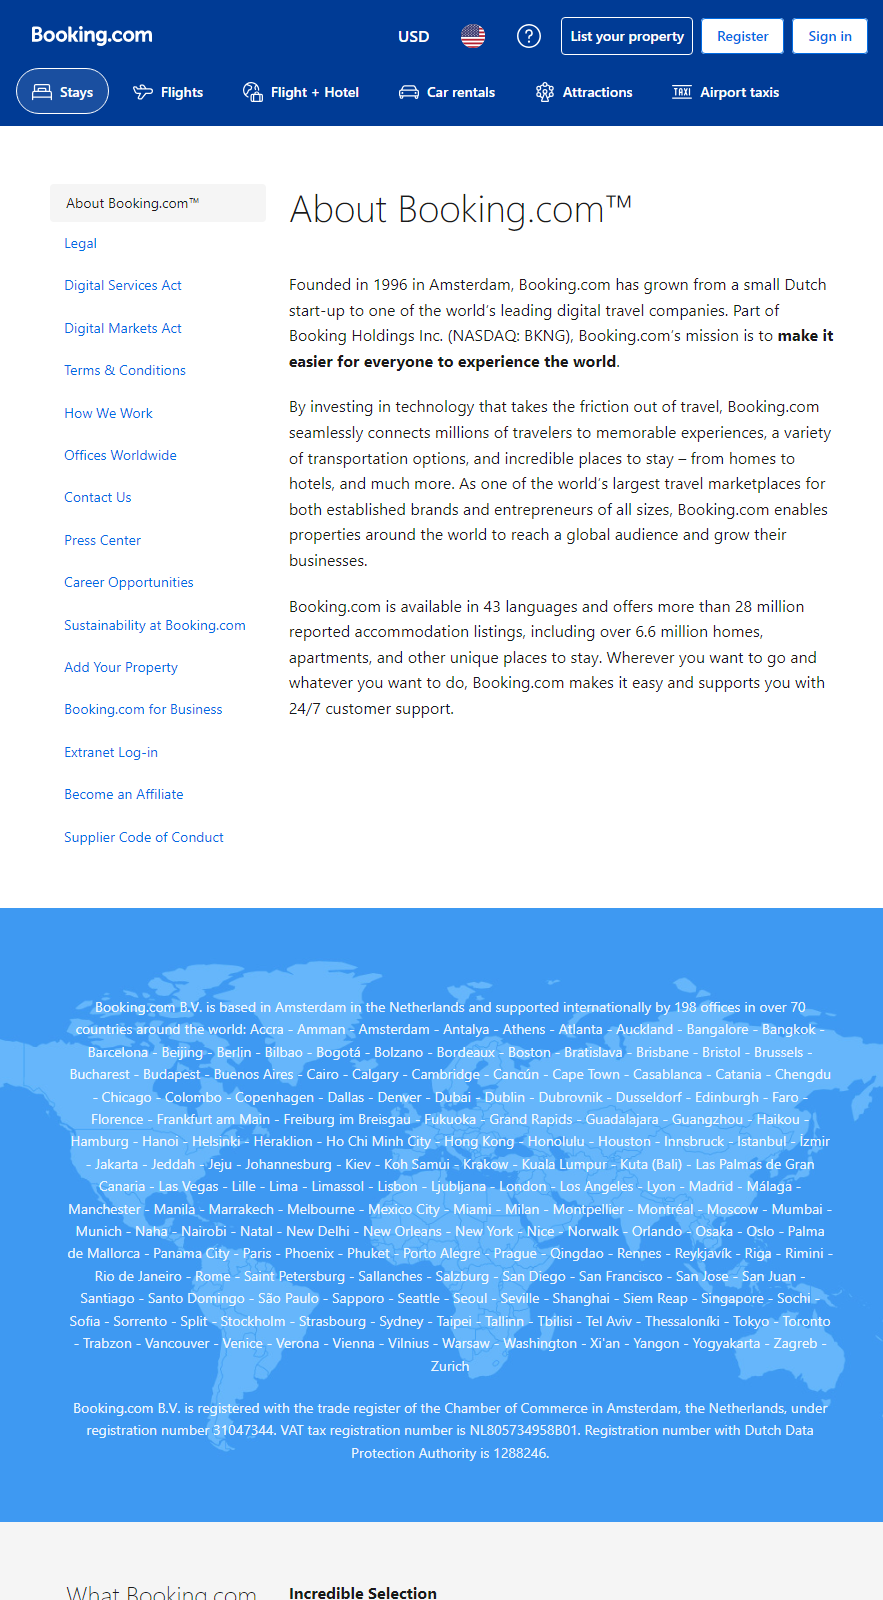 Booking.com
USD
List your property
Register
Sign in
Stays
Flights
Flight + Hotel
Car rentals
Attractions
TAXI
Airport taxis
About Booking.com™
Legal
Digital Services Act
Digital Markets Act
Terms & Conditions
How We Work
Offices Worldwide
Contact Us
Press Center
Career Opportunities
Sustainability at Booking.com
Add Your Property
Booking.com for Business
Extranet Log-in
Become an Affiliate
Supplier Code of Conduct
About Booking.com™
Founded in 1996 in Amsterdam, Booking.com has grown from a small Dutch
start-up to one of the world’s leading digital travel companies. Part of
Booking Holdings Inc. (NASDAQ: BKNG), Booking.com’s mission is to make it
easier for everyone to experience the world.
By investing in technology that takes the friction out of travel, Booking.com
seamlessly connects millions of travelers to memorable experiences, a variety
of transportation options, and incredible places to stay – from homes to
hotels, and much more. As one of the world’s largest travel marketplaces for
both established brands and entrepreneurs of all sizes, Booking.com enables
properties around the world to reach a global audience and grow their
businesses.
Booking.com is available in 43 languages and offers more than 28 million
reported accommodation listings, including over 6.6 million homes,
apartments, and other unique places to stay. Wherever you want to go and
whatever you want to do, Booking.com makes it easy and supports you with
24/7 customer support.
Booking.com B.V. is based in Amsterdam in the Netherlands and supported internationally by 198 offices in over 70
countries around the world: Accra - Amman - Amsterdam - Antalya - Athens - Atlanta - Auckland - Bangalore - Bangkok -
Barcelona - Beijing - Berlin - Bilbao - Bogotá - Bolzano - Bordeaux - Boston - Bratislava - Brisbane - Bristol - Brussels -
Bucharest - Budapest - Buenos Aires - Cairo - Calgary - Cambridge - Cancún - Cape Town - Casablanca - Catania - Chengdu
- Chicago - Colombo - Copenhagen - Dallas - Denver - Dubai - Dublin - Dubrovnik - Dusseldorf - Edinburgh - Faro -
Florence - Frankfurt am Main - Freiburg im Breisgau - Fukuoka - Grand Rapids - Guadalajara - Guangzhou - Haikou -
Hamburg - Hanoi - Helsinki - Heraklion - Ho Chi Minh City - Hong Kong - Honolulu - Houston - Innsbruck - Istanbul - Izmir
- Jakarta - Jeddah - Jeju - Johannesburg - Kiev - Koh Samui - Krakow - Kuala Lumpur - Kuta (Bali) - Las Palmas de Gran
Canaria - Las Vegas - Lille - Lima - Limassol - Lisbon - Ljubljana - London - Los Angeles - Lyon - Madrid - Málaga -
Manchester - Manila - Marrakech - Melbourne - Mexico City - Miami - Milan - Montpellier - Montréal - Moscow - Mumbai -
Munich - Naha - Nairobi - Natal - New Delhi - New Orleans - New York - Nice - Norwalk - Orlando - Osaka - Oslo - Palma
de Mallorca - Panama City - Paris - Phoenix - Phuket - Porto Alegre - Prague - Qingdao - Rennes - Reykjavík - Riga - Rimini -
Rio de Janeiro - Rome - Saint Petersburg - Sallanches - Salzburg - San Diego - San Francisco - San Jose - San Juan -
Santiago - Santo Domingo - São Paulo - Sapporo - Seattle - Seoul - Seville - Shanghai - Siem Reap - Singapore - Sochi -
Sofia - Sorrento - Split - Stockholm - Strasbourg - Sydney - Taipei - Tallinn - Tbilisi - Tel Aviv - Thessaloníki - Tokyo - Toronto
- Trabzon - Vancouver - Venice - Verona - Vienna - Vilnius - Warsaw - Washington - Xi'an - Yangon - Yogyakarta - Zagreb -
Zurich
Booking.com B.V. is registered with the trade register of the Chamber of Commerce in Amsterdam, the Netherlands, under
registration number 31047344. VAT tax registration number is NL805734958B01. Registration number with Dutch Data
Protection Authority is 1288246.
What Booking.com
Incredible Selection